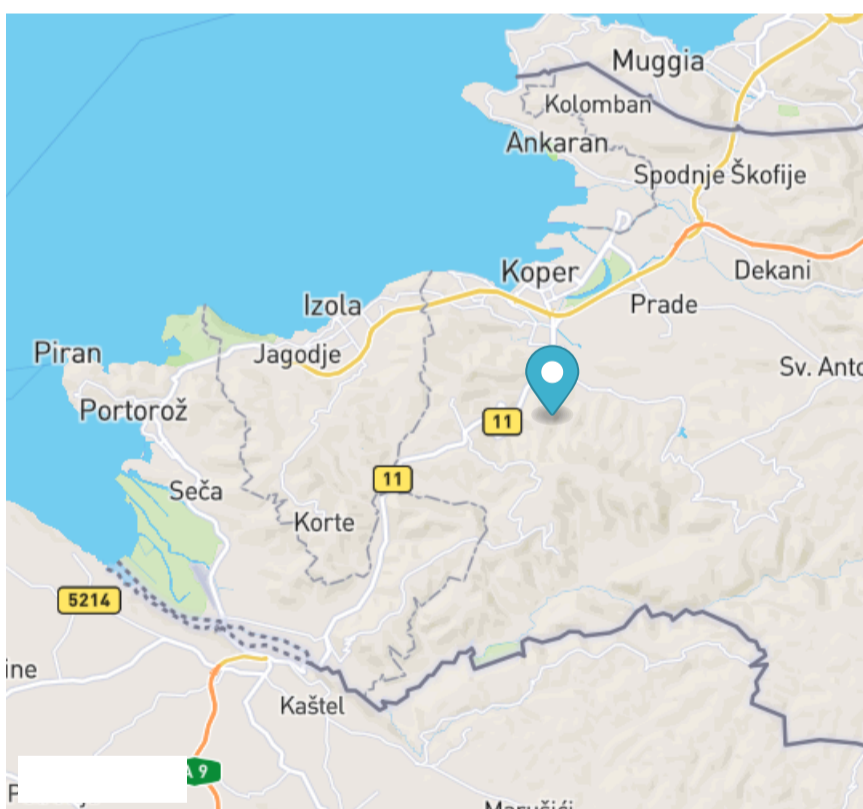 Muggia
Kolomban
Ankaran
Spodnje Škofije
Koper
Dekani
Izola
Prade
Piran
Jagodje
Sv. Anto
Portorož
11
11
Seča
Korte
5214
ine
Kaštel
A 9
Marušići